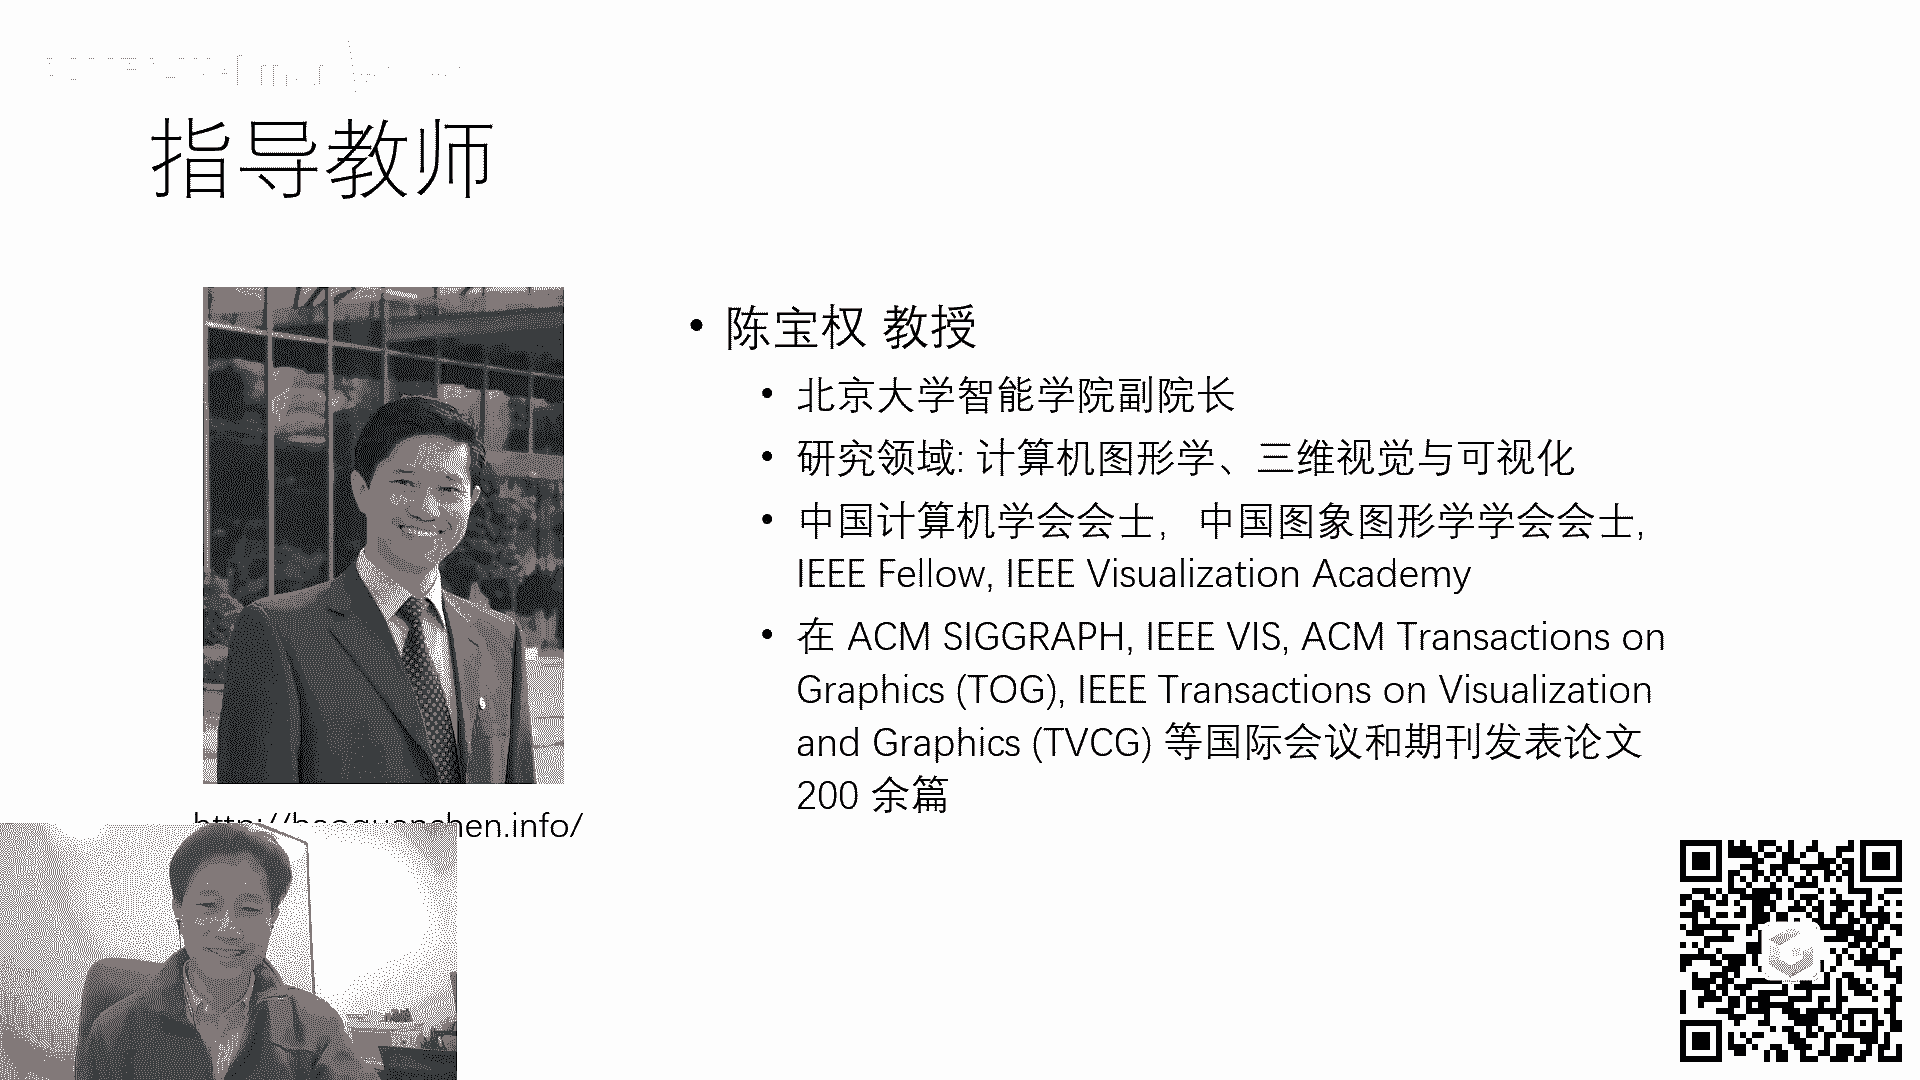 指导教师
• 陈宝权 教授
• 北京大学智能学院副院长
• 研究领域: 计算机图形学、三维视觉与可视化
• 中国计算机学会会士，中国图象图形学学会会士,
IEEE Fellow, IEEE Visualization Academy
• 在 ACM SIGGRAPH, IEEE VIS, ACM Transactions on
Graphics (TOG), IEEE Transactions on Visualization
and Graphics (TVCG) 等国际会议和期刊发表论文
200 余篇
http://baoquanchen.info/